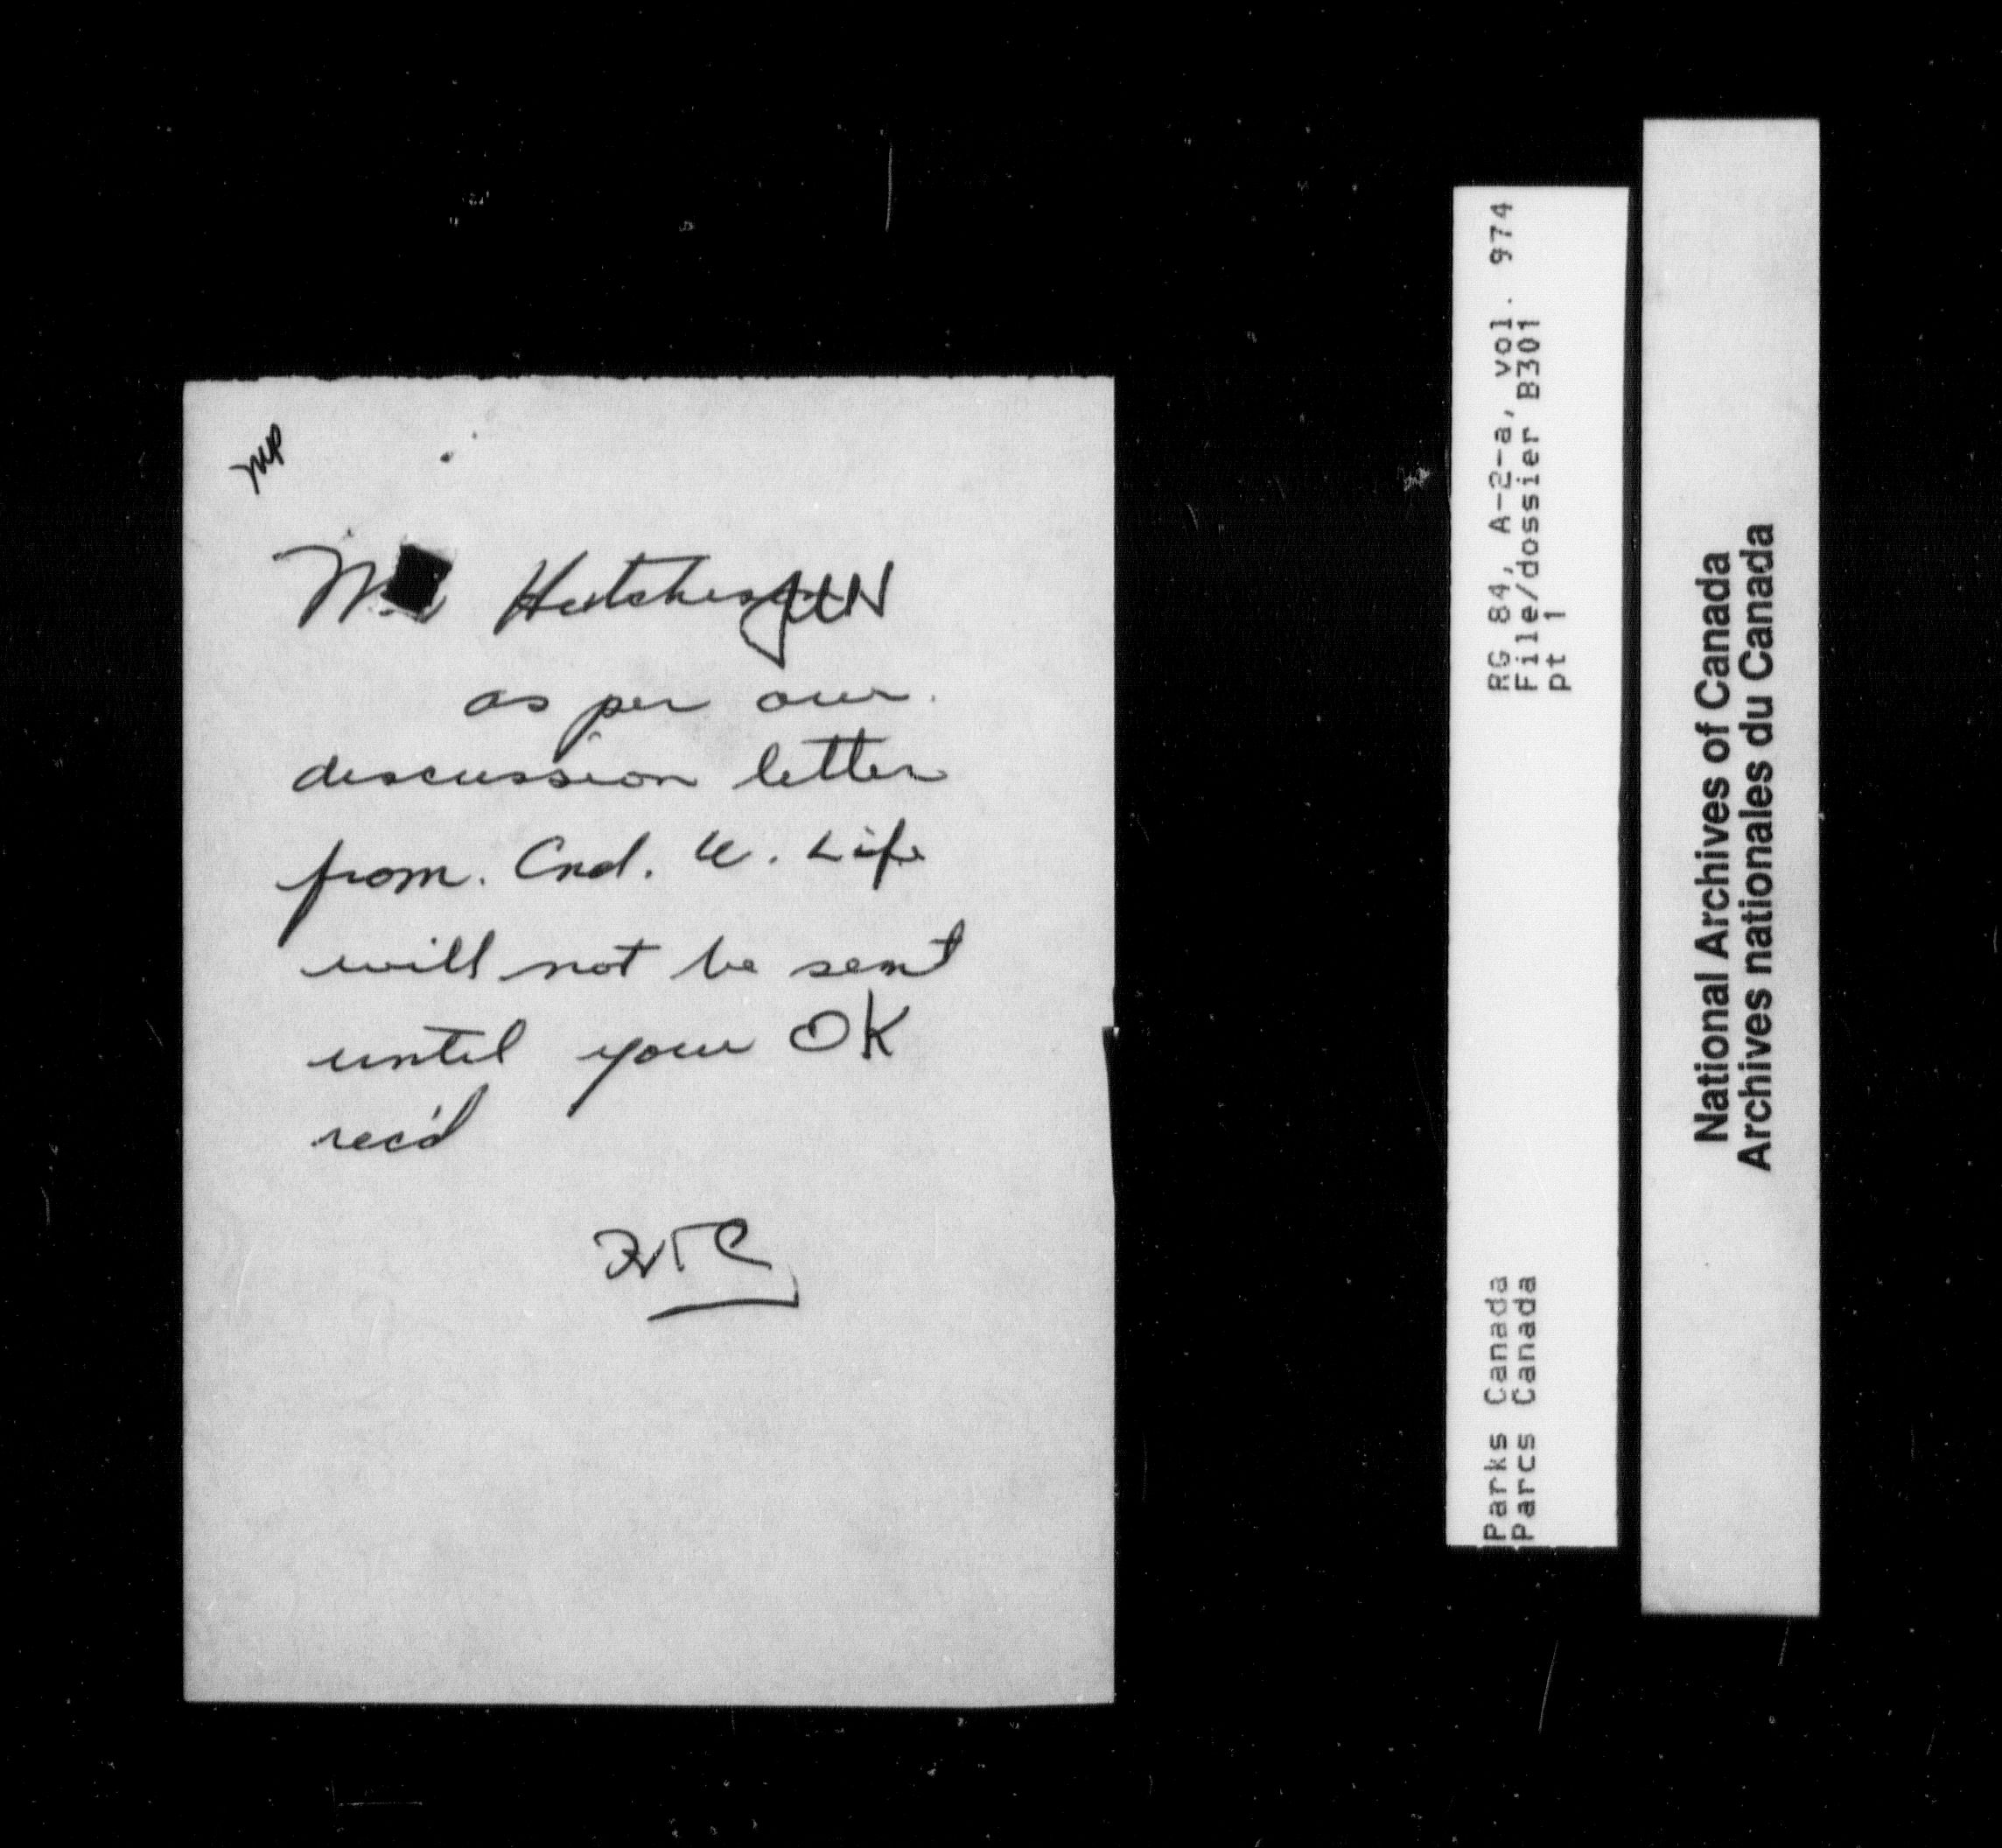 MP
Mr. Hutchison
as per our
discussion letter
from. Cnd. W. Life
will not be sent
until your OK
rec'd
RG 84, A-2-a, vol. 974
File/dossier B301
pt 1
Parks Canada
Parcs Canada
National Archives of Canada
Archives nationales du Canada